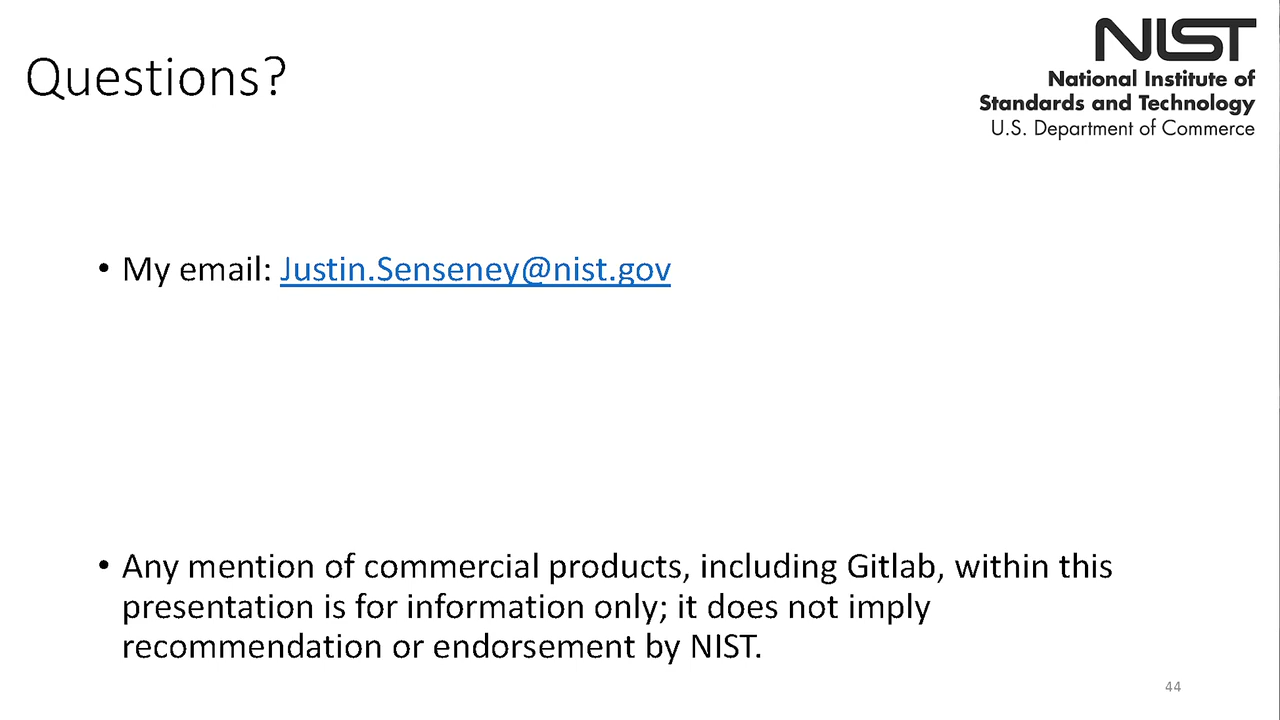 Questions?
NIST
National Institute of
Standards and Technology
U.S. Department of Commerce
• My email: Justin.Senseney@nist.gov
• Any mention of commercial products, including Gitlab, within this
presentation is for information only; it does not imply
recommendation or endorsement by NIST.
44